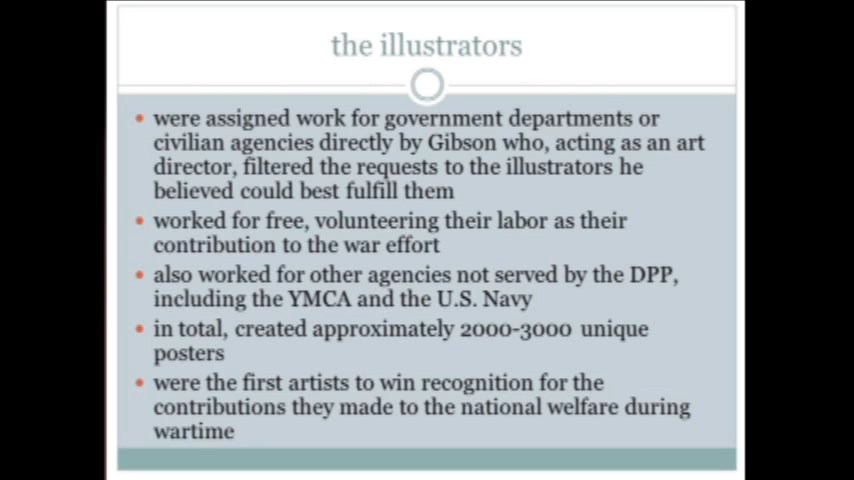 the illustrators
• were assigned work for government departments or
civilian agencies directly by Gibson who, acting as an art
director, filtered the requests to the illustrators he
believed could best fulfill them
• worked for free, volunteering their labor as their
contribution to the war effort
• also worked for other agencies not served by the DPP,
including the YMCA and the U.S. Navy
• in total, created approximately 2000-3000 unique
posters
• were the first artists to win recognition for the
contributions they made to the national welfare during
wartime